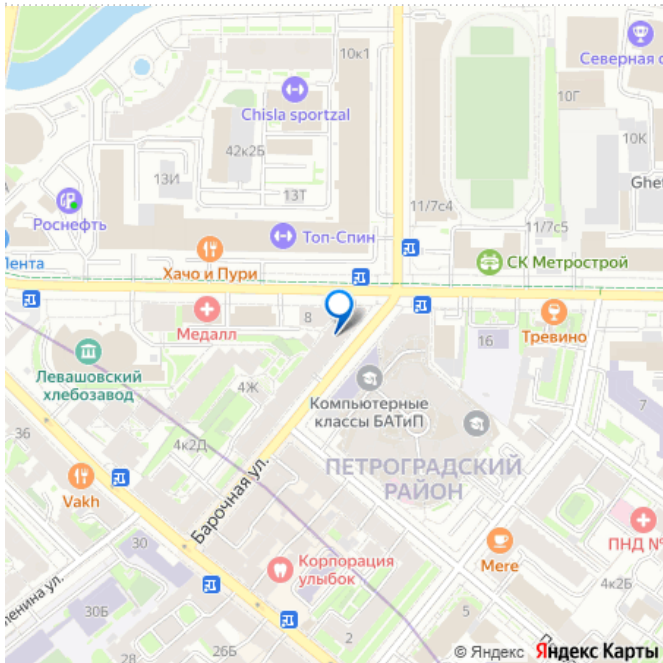 10к1
Северная с
Chisla sportzal
10Г
42к2Б
10К
13И
13Т
Ghe
11/7с4
11/7с5
Роснефть
Топ-Спин
Лента
Хачо и Пури
СК Метрострой
Медалл
8
Тревино
16
Левашовский
хлебозавод
4Ж
Компьютерные
классы БАТиП
7
36
4к2Д
ПЕТРОГРАДСКИЙ
РАЙОН
Vakh
Барочная ул.
30
ПНД №
Корпорация
улыбок
Mere
4к2Б
Ленина ул.
30Б
5
2
28
26Б
© Яндекс Яндекс Карты